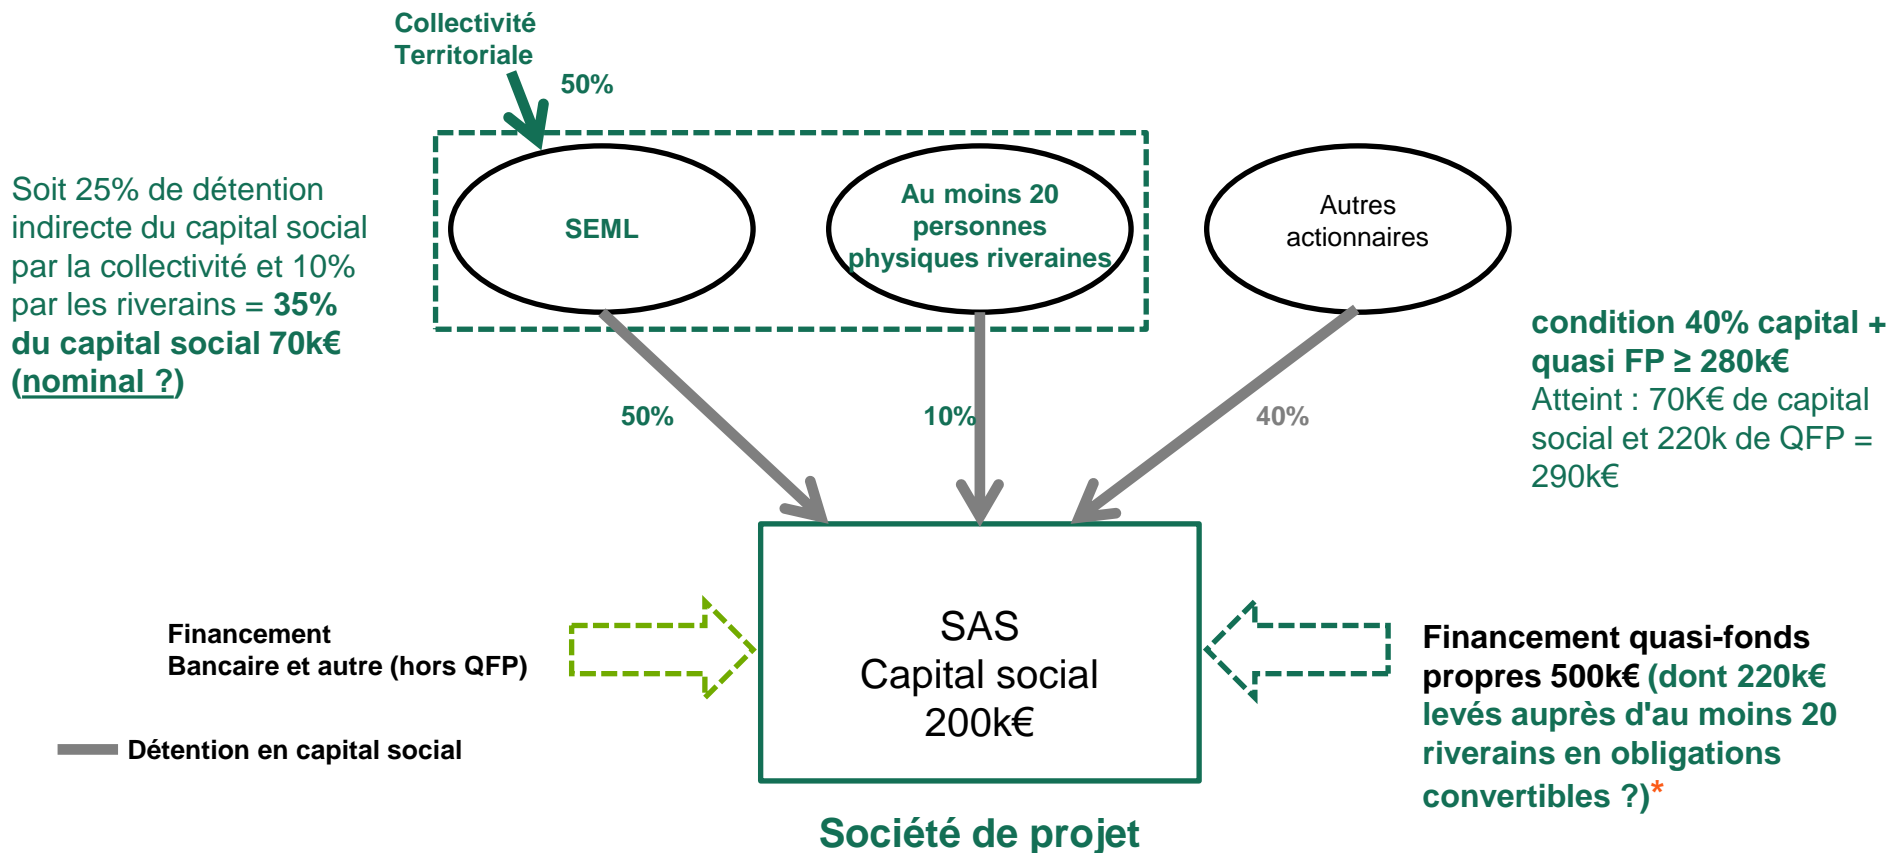 Collectivité
Territoriale
50%
Soit 25% de détention
indirecte du capital social
par la collectivité et 10%
par les riverains = 35%
du capital social 70k€
(nominal ?)
SEML
Au moins 20
personnes
physiques riveraines
Autres
actionnaires
condition 40% capital +
quasi FP ≥ 280k€
Atteint : 70K€ de capital
social et 220k de QFP =
290k€
50%
10%
40%
Financement
Bancaire et autre (hors QFP)
SAS
Capital social
200k€
Financement quasi-fonds
propres 500k€ (dont 220k€
levés auprès d'au moins 20
riverains en obligations
convertibles ?)*
Détention en capital social
Société de projet